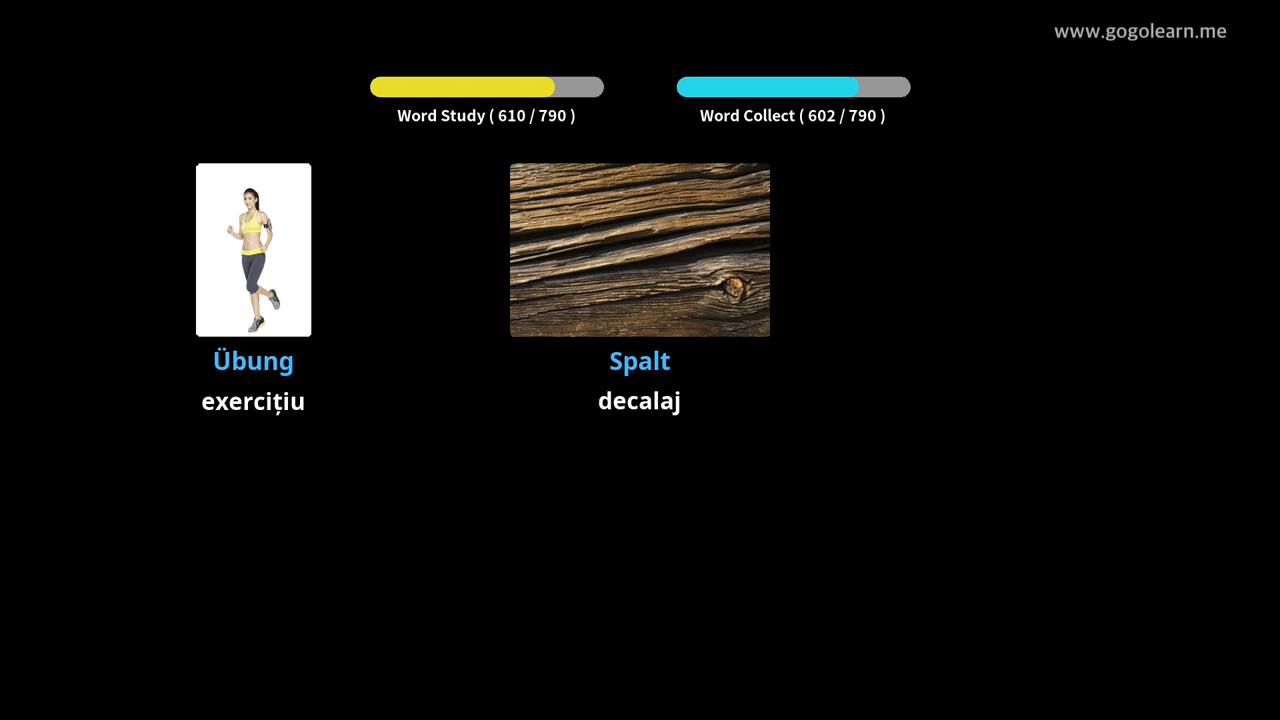 www.gogolearn.me
Word Study ( 610 / 790 )
Word Collect ( 602 / 790 )
Übung
exercițiu
Spalt
decalaj